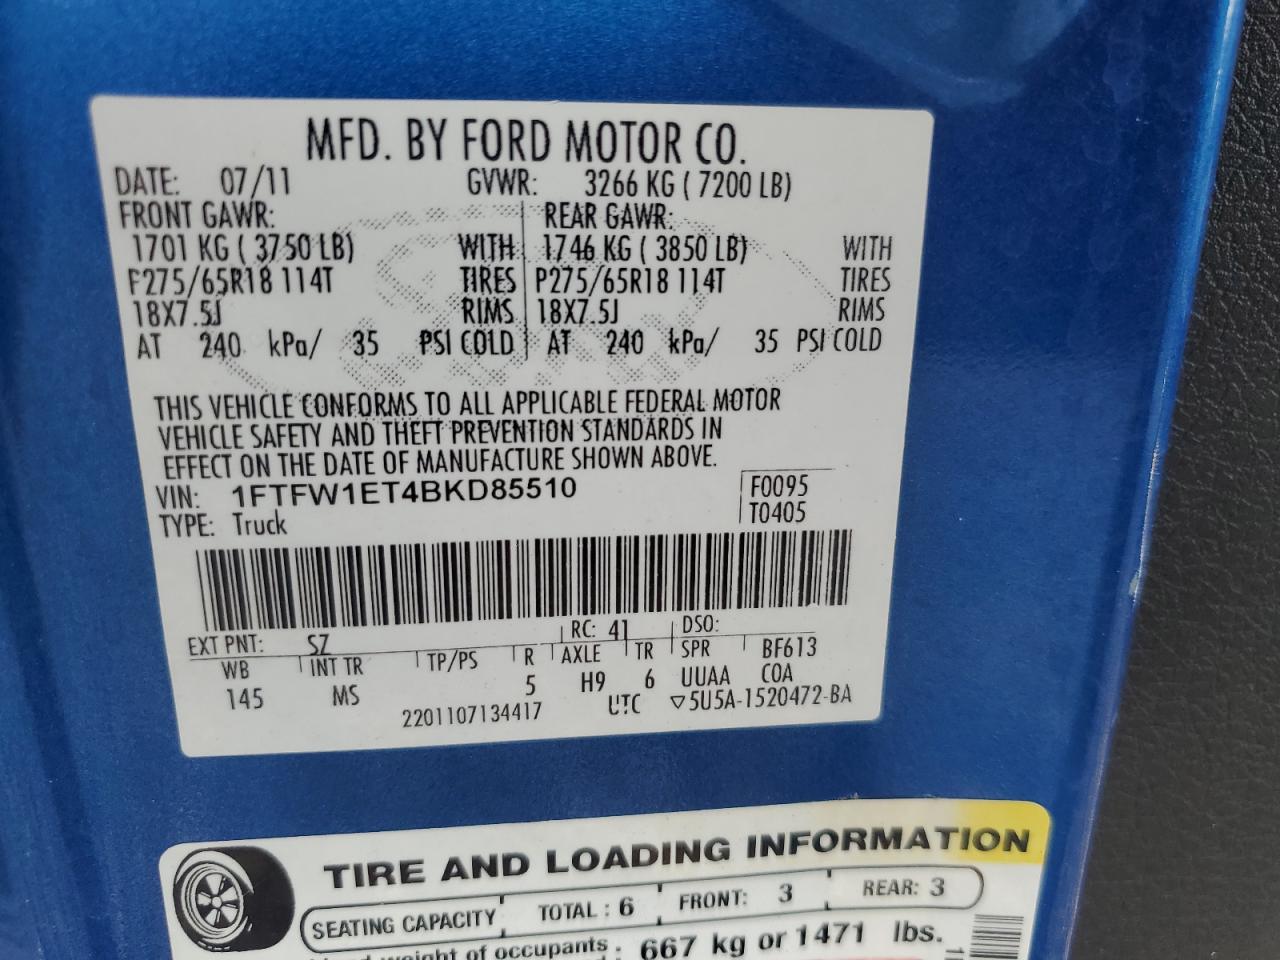 MFD. BY FORD MOTOR CO.
DATE: 07/11 GVWR: 3266 KG ( 7200 LB)
FRONT GAWR: REAR GAWR:
1701 KG ( 3750 LB) WITH 1746 KG ( 3850 LB) WITH
P275/65R18 114T TIRES P275/65R18 114T TIRES
18X7.5J RIMS 18X7.5J RIMS
AT 240 kPa/ 35 PSI COLD AT 240 kPa/ 35 PSI COLD
THIS VEHICLE CONFORMS TO ALL APPLICABLE FEDERAL MOTOR
VEHICLE SAFETY AND THEFT PREVENTION STANDARDS IN
EFFECT ON THE DATE OF MANUFACTURE SHOWN ABOVE.
VIN: 1FTFW1ET4BKD85510 F0095
TYPE: Truck T0405
EXT PNT: SZ RC: 41 DSO:
WB INT TR TP/PS R AXLE TR SPR BF613
145 MS 5 H9 6 UUAA COA
2201107134417 UTC ▽5U5A-1520472-BA
TIRE AND LOADING INFORMATION
SEATING CAPACITY TOTAL : 6 FRONT: 3 REAR: 3
weight of occupants : 667 kg or 1471 lbs.